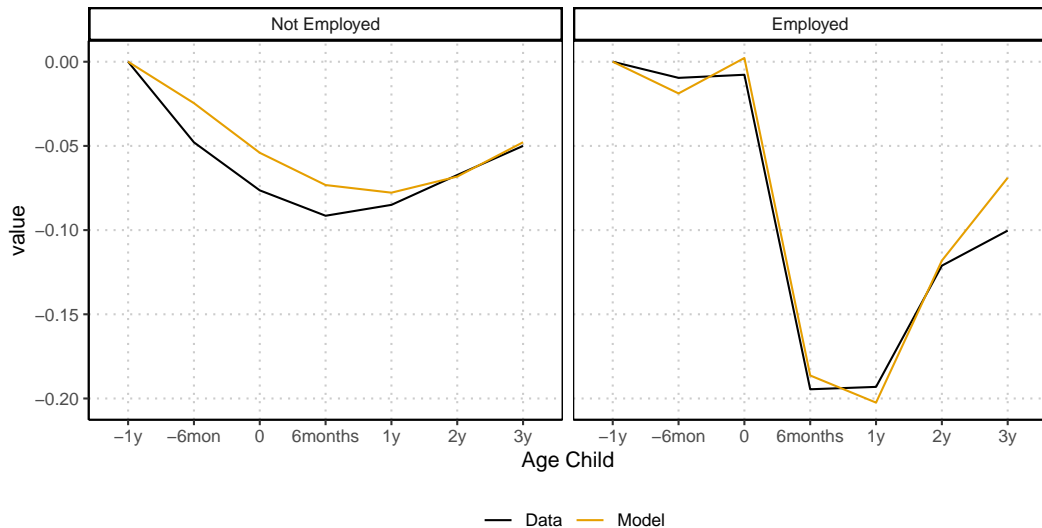 Not Employed Employed
0.00
−0.05
−0.10
−0.15
−0.20
value
−1y −6mon 0 6months 1y 2y 3y −1y −6mon 0 6months 1y 2y 3y
Age Child
Data Model